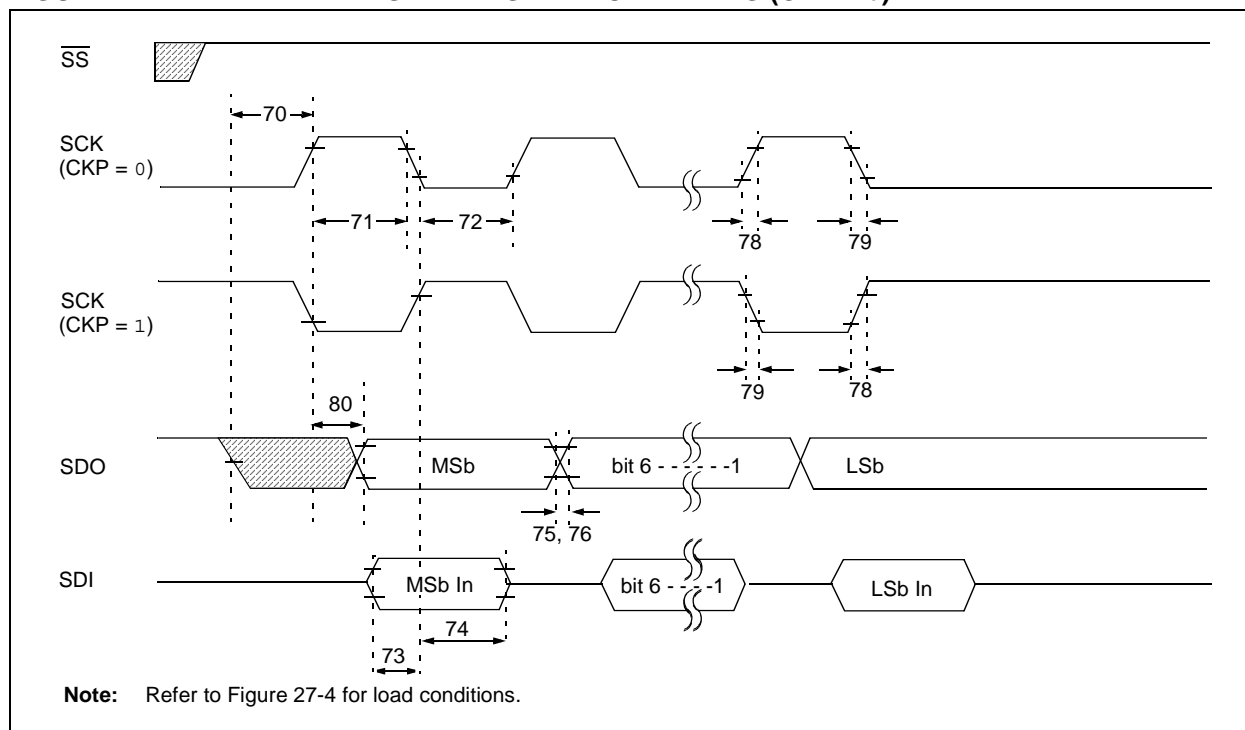 SS
70
SCK
(CKP = 0)
71
72
78
79
SCK
(CKP = 1)
79
78
80
SDO
MSb
bit 6 - - - - - -1
LSb
75, 76
SDI
MSb In
bit 6 - - - -1
LSb In
74
73
Note: Refer to Figure 27-4 for load conditions.